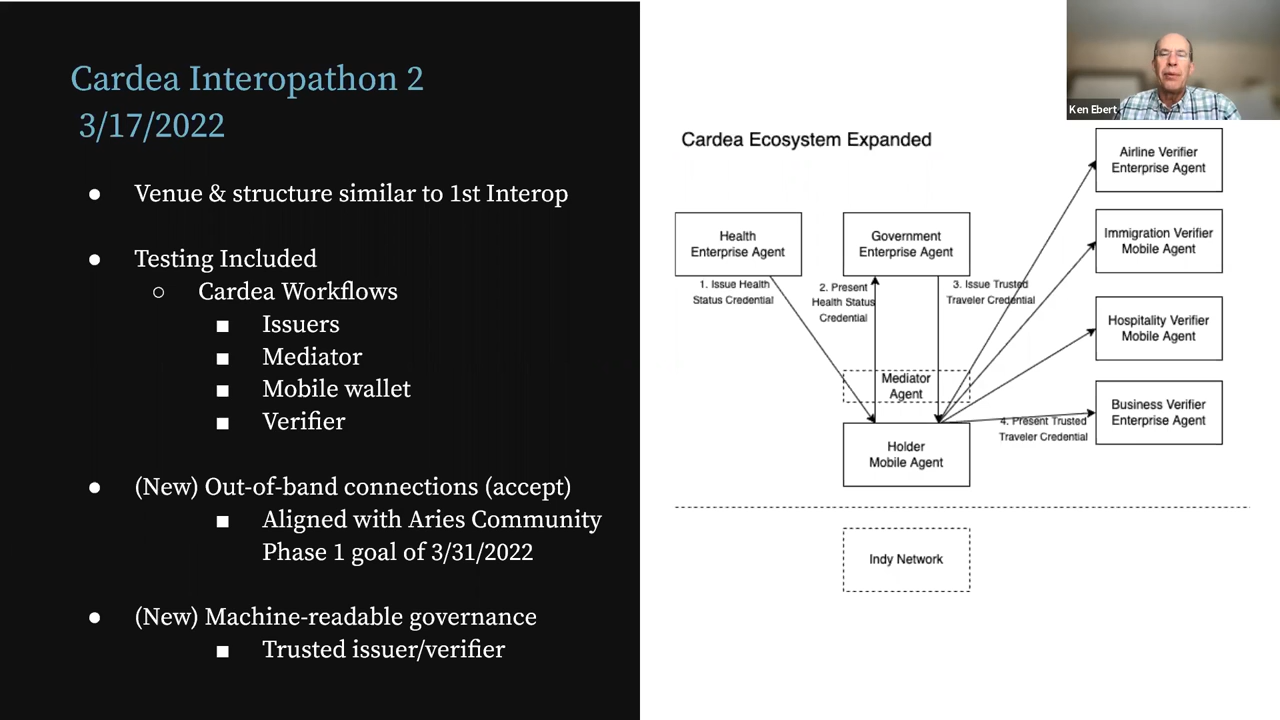 Cardea Interopathon 2
3/17/2022
● Venue & structure similar to 1st Interop
● Testing Included
○ Cardea Workflows
■ Issuers
■ Mediator
■ Mobile wallet
■ Verifier
● (New) Out-of-band connections (accept)
■ Aligned with Aries Community
Phase 1 goal of 3/31/2022
● (New) Machine-readable governance
■ Trusted issuer/verifier
Ken Ebert
Cardea Ecosystem Expanded
Health
Enterprise Agent
Government
Enterprise Agent
Airline Verifier
Enterprise Agent
Immigration Verifier
Mobile Agent
Hospitality Verifier
Mobile Agent
Business Verifier
Enterprise Agent
1. Issue Health
Status Credential
2. Present
Health Status
Credential
3. Issue Trusted
Traveler Credential
Mediator
Agent
4. Present Trusted
Traveler Credential
Holder
Mobile Agent
Indy Network